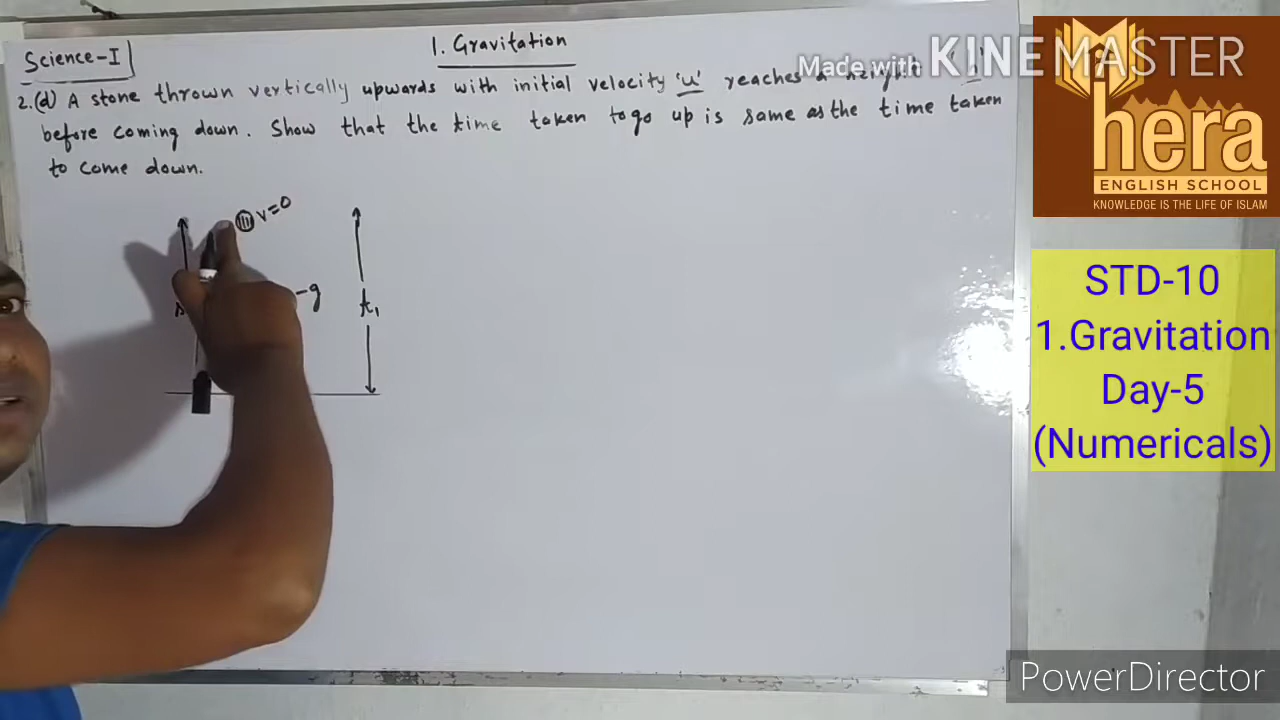 Science-I
1. Gravitation
2.(d) A stone thrown vertically upwards with initial velocity 'u' reaches a height
before coming down. Show that the time taken to go up is same as the time taken
to come down.
III v=0
-g
t1
Made with KINEMASTER
hera
ENGLISH SCHOOL
KNOWLEDGE IS THE LIFE OF ISLAM
STD-10
1.Gravitation
Day-5
(Numericals)
PowerDirector